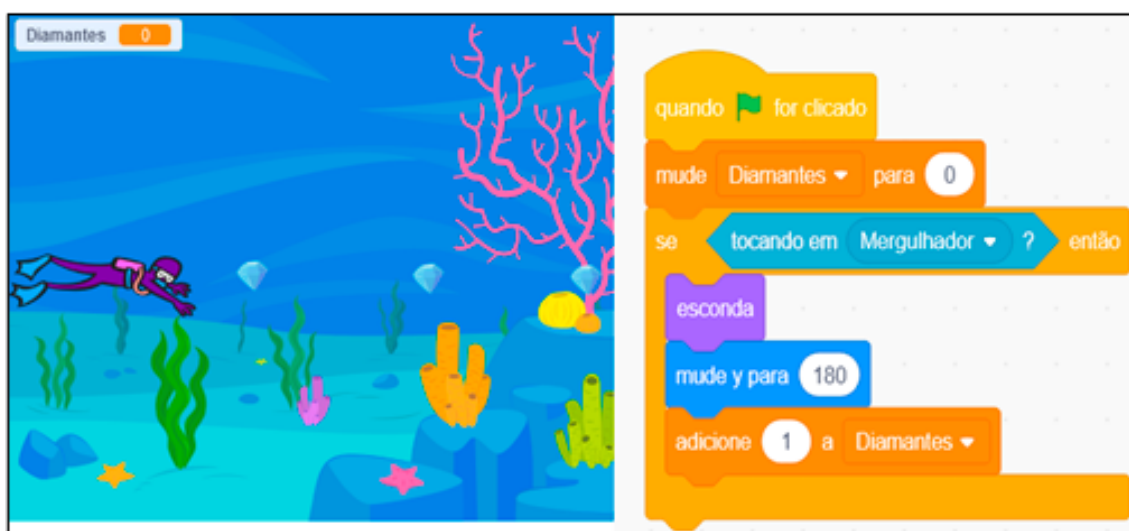 Diamantes 0
quando for clicado
mude Diamantes para 0
se tocando em Mergulhador ? então
esconda
mude y para 180
adicione 1 a Diamantes